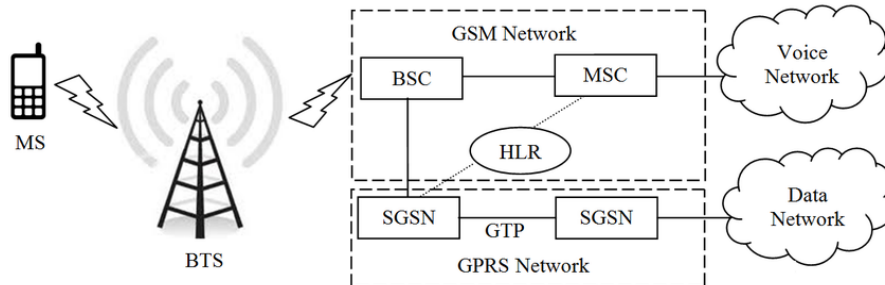 GSM Network
BSC
MSC
Voice
Network
MS
HLR
SGSN
GTP
SGSN
Data
Network
BTS
GPRS Network